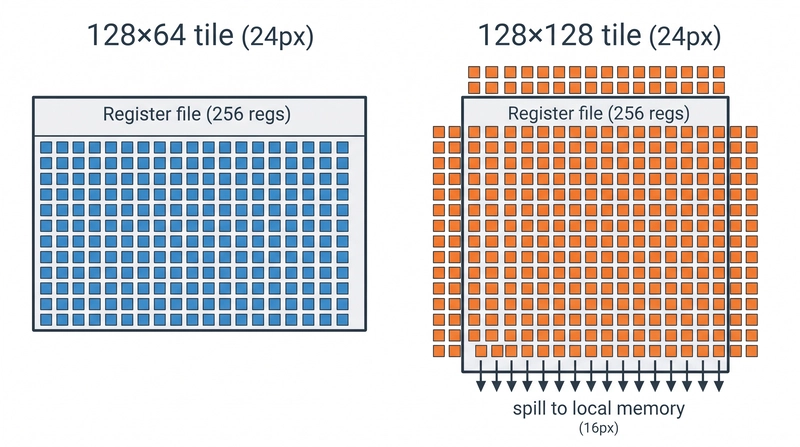 128×64 tile (24px)
Register file (256 regs)
128×128 tile (24px)
Register file (256 regs)
spill to local memory
(16px)